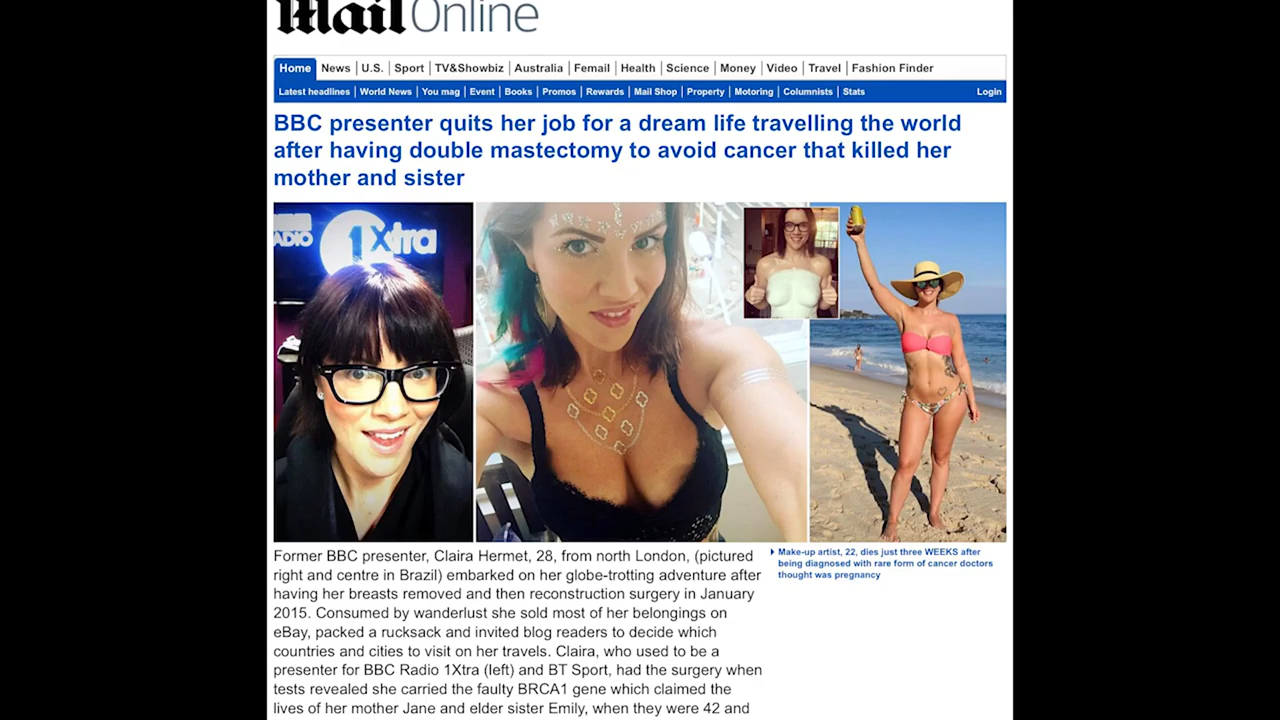 Mail Online
Home News U.S. Sport TV&Showbiz Australia Femail Health Science Money Video Travel Fashion Finder
Latest headlines World News You mag Event Books Promos Rewards Mail Shop Property Motoring Columnists Stats Login
BBC presenter quits her job for a dream life travelling the world
after having double mastectomy to avoid cancer that killed her
mother and sister
RADIO 1Xtra
Former BBC presenter, Claira Hermet, 28, from north London, (pictured
right and centre in Brazil) embarked on her globe-trotting adventure after
having her breasts removed and then reconstruction surgery in January
2015. Consumed by wanderlust she sold most of her belongings on
eBay, packed a rucksack and invited blog readers to decide which
countries and cities to visit on her travels. Claira, who used to be a
presenter for BBC Radio 1Xtra (left) and BT Sport, had the surgery when
tests revealed she carried the faulty BRCA1 gene which claimed the
lives of her mother Jane and elder sister Emily, when they were 42 and
Make-up artist, 22, dies just three WEEKS after
being diagnosed with rare form of cancer doctors
thought was pregnancy